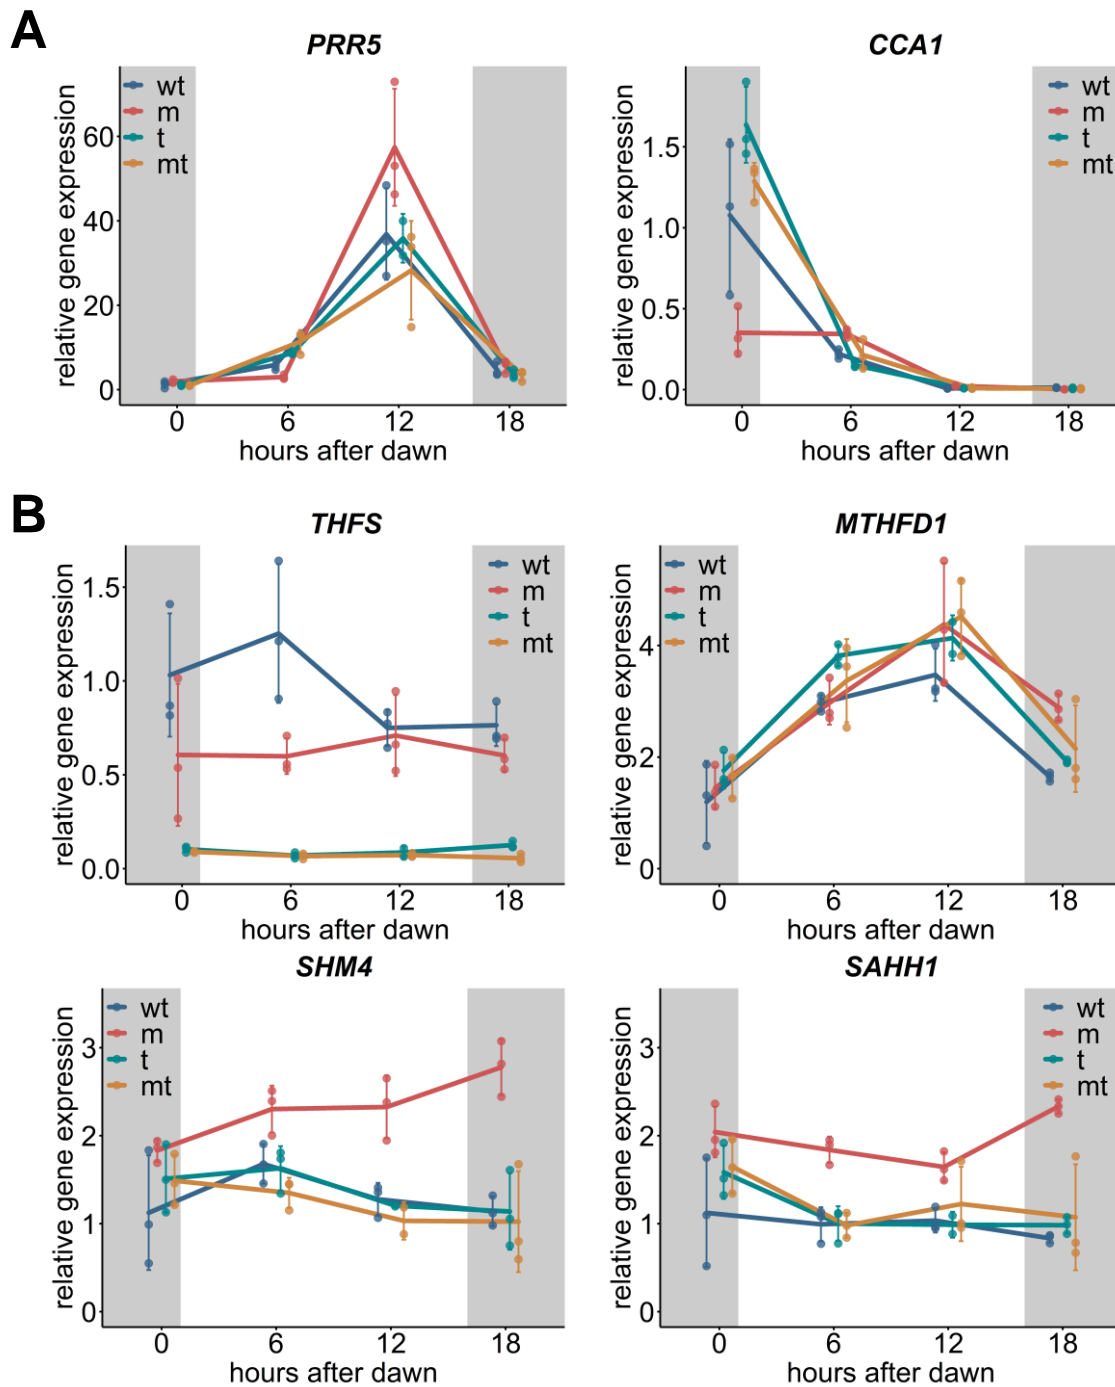 A
PRR5
relative gene expression
60
40
20
0
wt
m
t
mt
0 6 12 18
hours after dawn
CCA1
relative gene expression
1.5
1.0
0.5
0.0
wt
m
t
mt
0 6 12 18
hours after dawn
B
THFS
relative gene expression
1.5
1.0
0.5
0.0
wt
m
t
mt
0 6 12 18
hours after dawn
MTHFD1
relative gene expression
4
2
0
wt
m
t
mt
0 6 12 18
hours after dawn
SHM4
relative gene expression
3
2
1
0
wt
m
t
mt
0 6 12 18
hours after dawn
SAHH1
relative gene expression
3
2
1
0
wt
m
t
mt
0 6 12 18
hours after dawn